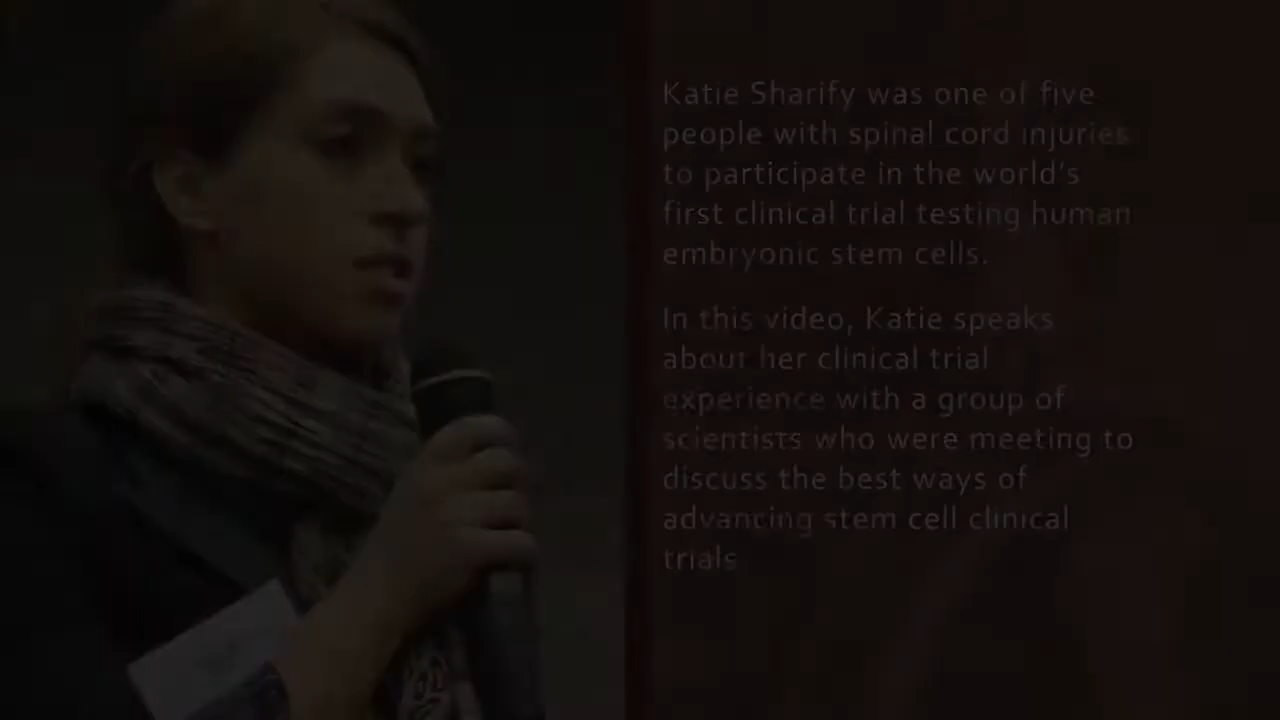 Katie Sharify was one of five
people with spinal cord injuries
to participate in the world's
first clinical trial testing human
embryonic stem cells.
In this video, Katie speaks
about her clinical trial
experience with a group of
scientists who were meeting to
discuss the best ways of
advancing stem cell clinical
trials